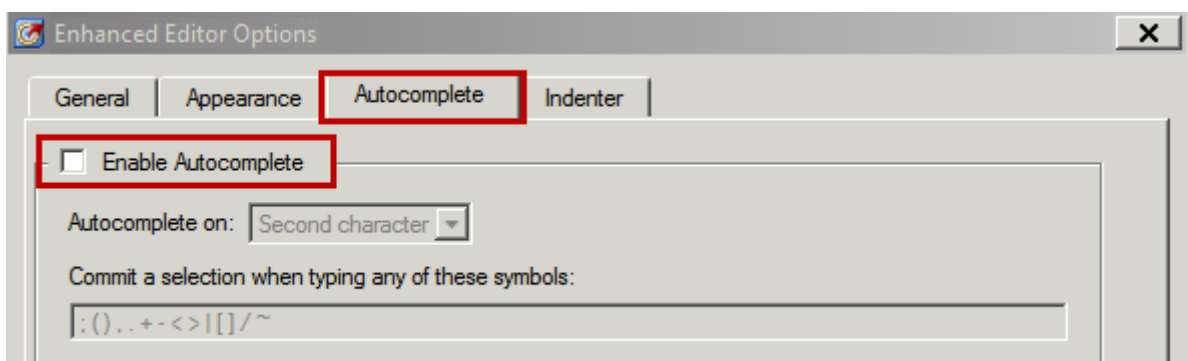 Enhanced Editor Options
General Appearance Autocomplete Indenter
Enable Autocomplete
Autocomplete on: Second character
Commit a selection when typing any of these symbols:
;(),.+-<>|[]/~